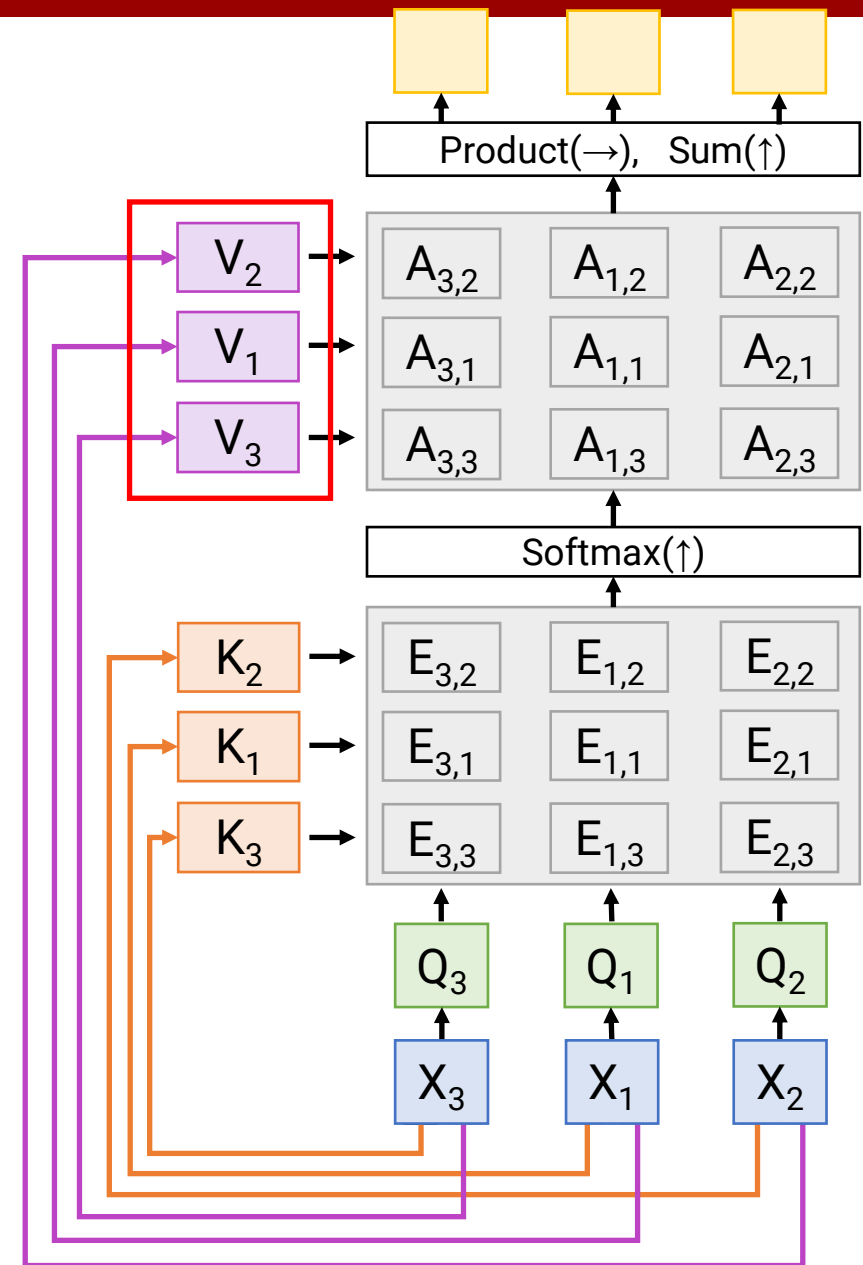 Product(→), Sum(↑)
V₂ A₃,₂ A₁,₂ A₂,₂
V₁ A₃,₁ A₁,₁ A₂,₁
V₃ A₃,₃ A₁,₃ A₂,₃
Softmax(↑)
K₂ E₃,₂ E₁,₂ E₂,₂
K₁ E₃,₁ E₁,₁ E₂,₁
K₃ E₃,₃ E₁,₃ E₂,₃
Q₃ Q₁ Q₂
X₃ X₁ X₂